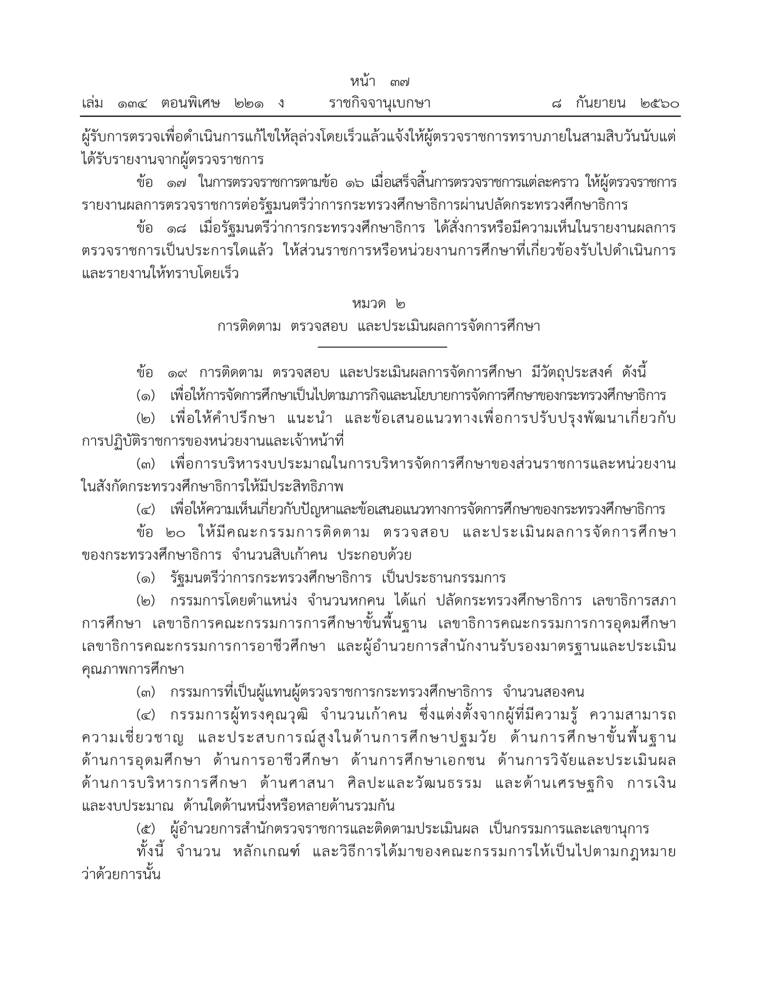 หน้า ๓๗
เล่ม ๑๓๔ ตอนพิเศษ ๒๒๑ ง ราชกิจจานุเบกษา ๘ กันยายน ๒๕๖๐
ผู้รับการตรวจเพื่อดำเนินการแก้ไขให้ลุล่วงโดยเร็วแล้วแจ้งให้ผู้ตรวจราชการทราบภายในสามสิบวันนับแต่
ได้รับรายงานจากผู้ตรวจราชการ
ข้อ ๑๗ ในการตรวจราชการตามข้อ ๑๖ เมื่อเสร็จสิ้นการตรวจราชการแต่ละคราว ให้ผู้ตรวจราชการ
รายงานผลการตรวจราชการต่อรัฐมนตรีว่าการกระทรวงศึกษาธิการผ่านปลัดกระทรวงศึกษาธิการ
ข้อ ๑๘ เมื่อรัฐมนตรีว่าการกระทรวงศึกษาธิการ ได้สั่งการหรือมีความเห็นในรายงานผลการ
ตรวจราชการเป็นประการใดแล้ว ให้ส่วนราชการหรือหน่วยงานการศึกษาที่เกี่ยวข้องรับไปดำเนินการ
และรายงานให้ทราบโดยเร็ว
หมวด ๒
การติดตาม ตรวจสอบ และประเมินผลการจัดการศึกษา
ข้อ ๑๙ การติดตาม ตรวจสอบ และประเมินผลการจัดการศึกษา มีวัตถุประสงค์ ดังนี้
(๑) เพื่อให้การจัดการศึกษาเป็นไปตามภารกิจและนโยบายการจัดการศึกษาของกระทรวงศึกษาธิการ
(๒) เพื่อให้คำปรึกษา แนะนำ และข้อเสนอแนวทางเพื่อการปรับปรุงพัฒนาเกี่ยวกับ
การปฏิบัติราชการของหน่วยงานและเจ้าหน้าที่
(๓) เพื่อการบริหารงบประมาณในการบริหารจัดการศึกษาของส่วนราชการและหน่วยงาน
ในสังกัดกระทรวงศึกษาธิการให้มีประสิทธิภาพ
(๔) เพื่อให้ความเห็นเกี่ยวกับปัญหาและข้อเสนอแนวทางการจัดการศึกษาของกระทรวงศึกษาธิการ
ข้อ ๒๐ ให้มีคณะกรรมการติดตาม ตรวจสอบ และประเมินผลการจัดการศึกษา
ของกระทรวงศึกษาธิการ จำนวนสิบเก้าคน ประกอบด้วย
(๑) รัฐมนตรีว่าการกระทรวงศึกษาธิการ เป็นประธานกรรมการ
(๒) กรรมการโดยตำแหน่ง จำนวนหกคน ได้แก่ ปลัดกระทรวงศึกษาธิการ เลขาธิการสภา
การศึกษา เลขาธิการคณะกรรมการการศึกษาขั้นพื้นฐาน เลขาธิการคณะกรรมการการอุดมศึกษา
เลขาธิการคณะกรรมการการอาชีวศึกษา และผู้อำนวยการสำนักงานรับรองมาตรฐานและประเมิน
คุณภาพการศึกษา
(๓) กรรมการที่เป็นผู้แทนผู้ตรวจราชการกระทรวงศึกษาธิการ จำนวนสองคน
(๔) กรรมการผู้ทรงคุณวุฒิ จำนวนเก้าคน ซึ่งแต่งตั้งจากผู้ที่มีความรู้ ความสามารถ
ความเชี่ยวชาญ และประสบการณ์สูงในด้านการศึกษาปฐมวัย ด้านการศึกษาขั้นพื้นฐาน
ด้านการอุดมศึกษา ด้านการอาชีวศึกษา ด้านการศึกษาเอกชน ด้านการวิจัยและประเมินผล
ด้านการบริหารการศึกษา ด้านศาสนา ศิลปะและวัฒนธรรม และด้านเศรษฐกิจ การเงิน
และงบประมาณ ด้านใดด้านหนึ่งหรือหลายด้านรวมกัน
(๕) ผู้อำนวยการสำนักตรวจราชการและติดตามประเมินผล เป็นกรรมการและเลขานุการ
ทั้งนี้ จำนวน หลักเกณฑ์ และวิธีการได้มาของคณะกรรมการให้เป็นไปตามกฎหมาย
ว่าด้วยการนั้น